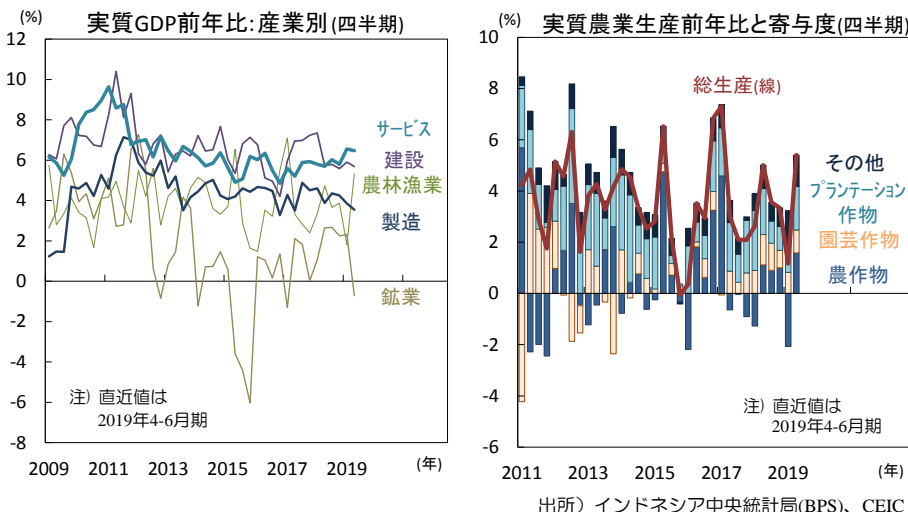 実質GDP前年比:産業別(四半期)
(%)
12
10
8
6
4
2
0
-2
-4
-6
-8
サービス
建設
農林漁業
製造
鉱業
注) 直近値は
2019年4-6月期
2009 2011 2013 2015 2017 2019 (年)
実質農業生産前年比と寄与度(四半期)
(%)
10
8
6
4
2
0
-2
-4
-6
総生産(線)
その他
プランテーション
作物
園芸作物
農作物
注) 直近値は
2019年4-6月期
2011 2013 2015 2017 2019 (年)
出所) インドネシア中央統計局(BPS)、CEIC